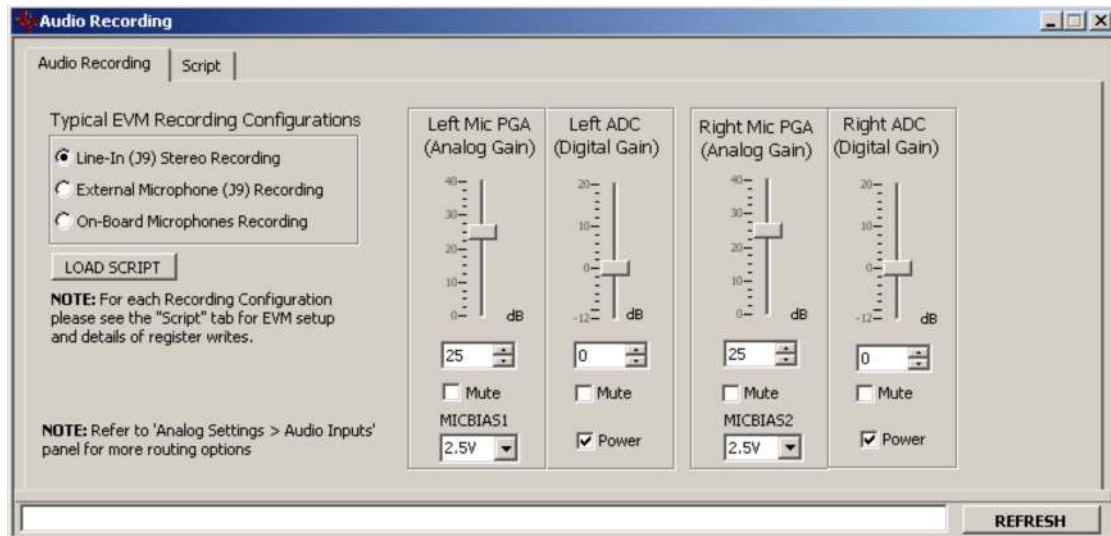 Audio Recording
Audio Recording
Script
Typical EVM Recording Configurations
Line-In (J9) Stereo Recording
External Microphone (J9) Recording
On-Board Microphones Recording
LOAD SCRIPT
NOTE: For each Recording Configuration
please see the "Script" tab for EVM setup
and details of register writes.
NOTE: Refer to 'Analog Settings > Audio Inputs'
panel for more routing options
Left Mic PGA
(Analog Gain)
40
30
20
10
0
dB
25
Mute
MICBIAS1
2.5V
Left ADC
(Digital Gain)
20
10
0
-12
dB
0
Mute
Power
Right Mic PGA
(Analog Gain)
40
30
20
10
0
dB
25
Mute
MICBIAS2
2.5V
Right ADC
(Digital Gain)
20
10
0
-12
dB
0
Mute
Power
REFRESH